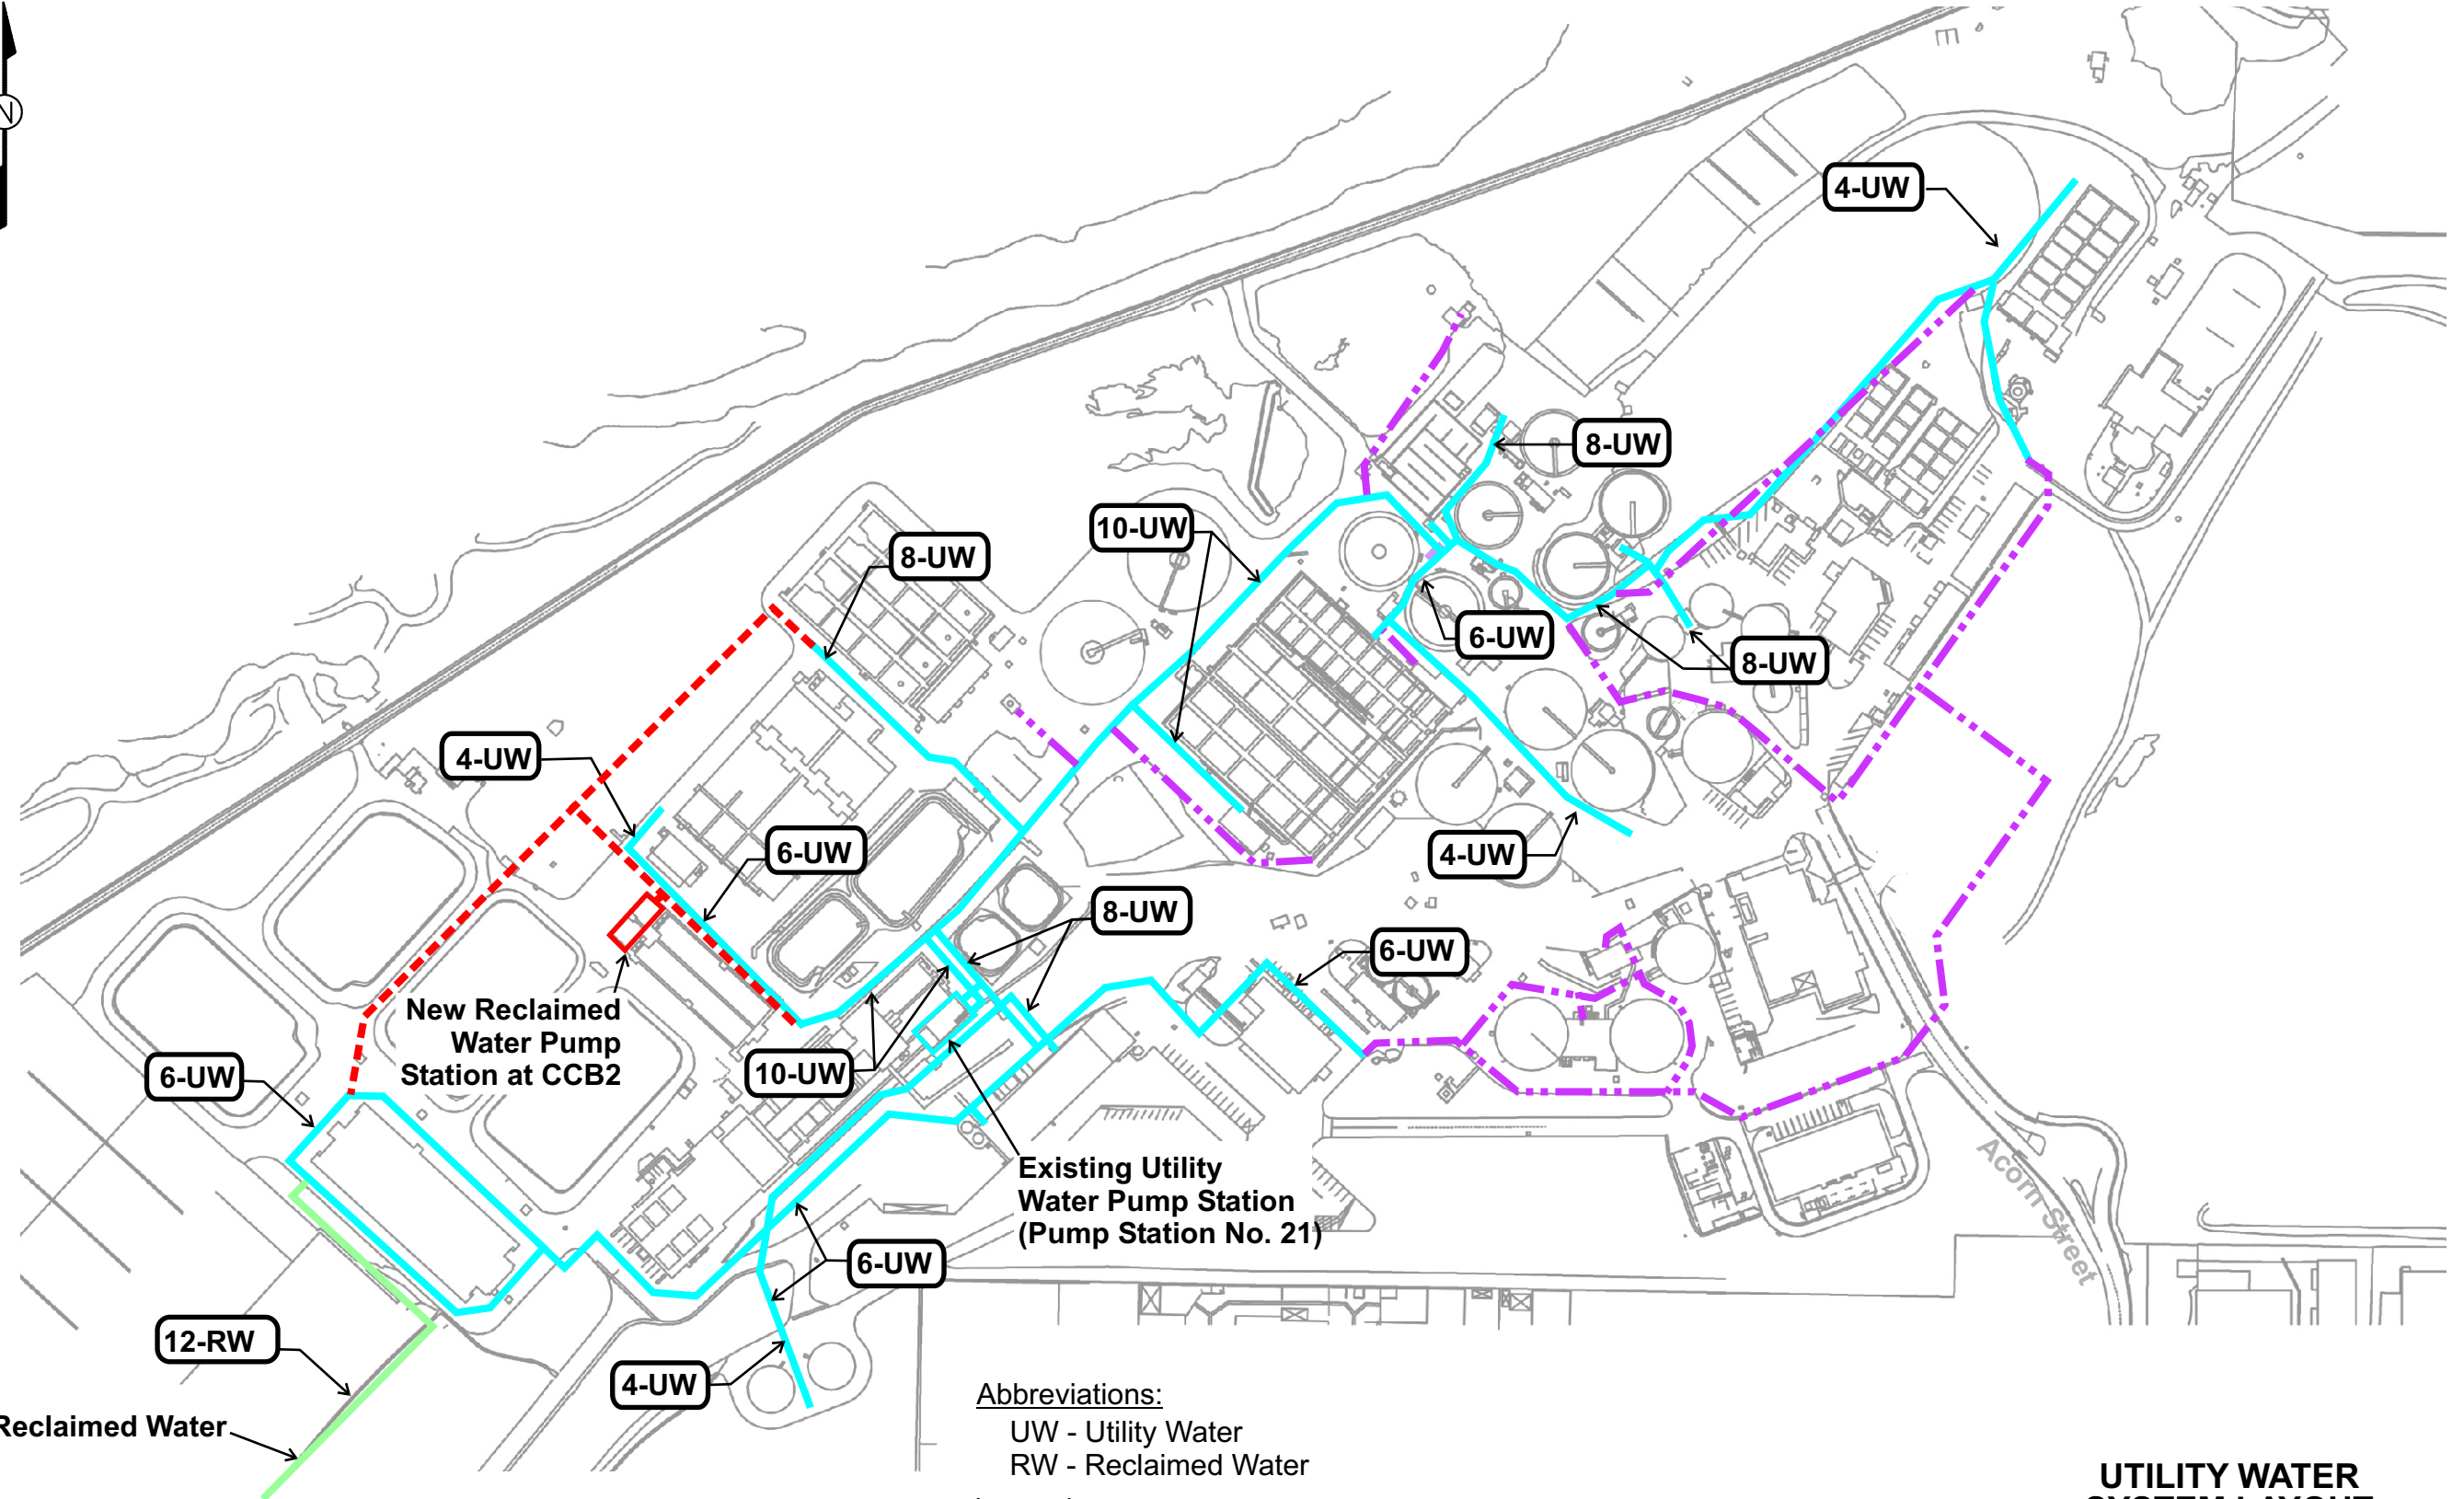 N
4-UW
8-UW
10-UW
8-UW
6-UW
8-UW
4-UW
6-UW
4-UW
8-UW
6-UW
New Reclaimed
Water Pump
Station at CCB2
6-UW
10-UW
Existing Utility
Water Pump Station
(Pump Station No. 21)
Acorn Street
6-UW
12-RW
4-UW
Reclaimed Water
Abbreviations:
UW - Utility Water
RW - Reclaimed Water
UTILITY WATER
SYSTEM LAYOUT